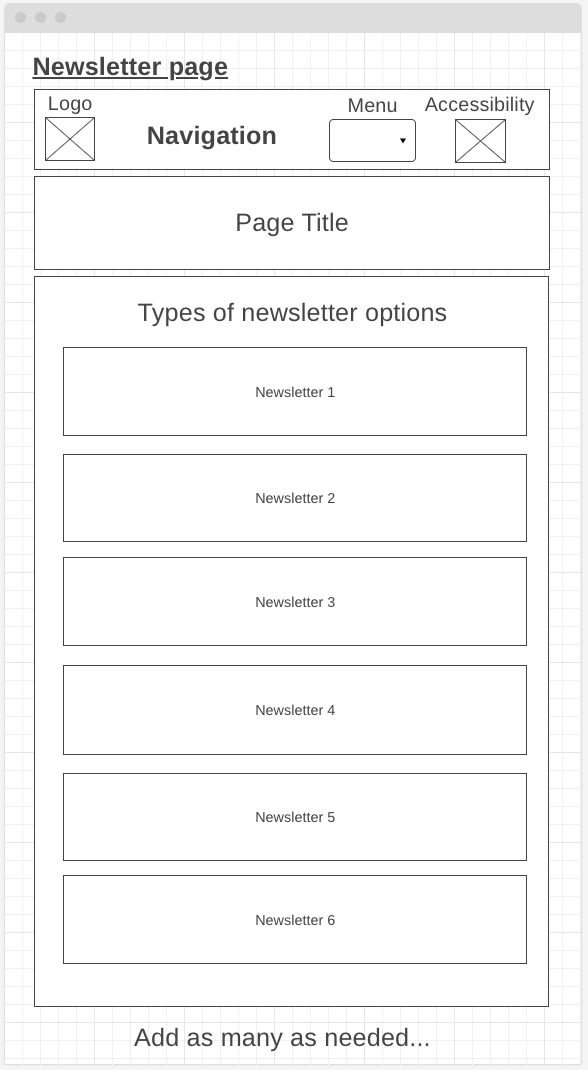 Newsletter page
Logo
Navigation
Menu
Accessibility
Page Title
Types of newsletter options
Newsletter 1
Newsletter 2
Newsletter 3
Newsletter 4
Newsletter 5
Newsletter 6
Add as many as needed...